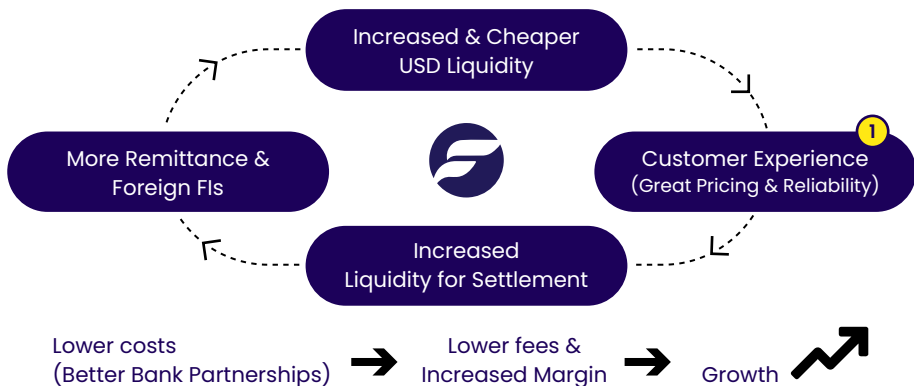 Increased & Cheaper
USD Liquidity
1
More Remittance &
Foreign FIs
Customer Experience
(Great Pricing & Reliability)
Increased
Liquidity for Settlement
Lower costs
(Better Bank Partnerships)
Lower fees &
Increased Margin
Growth